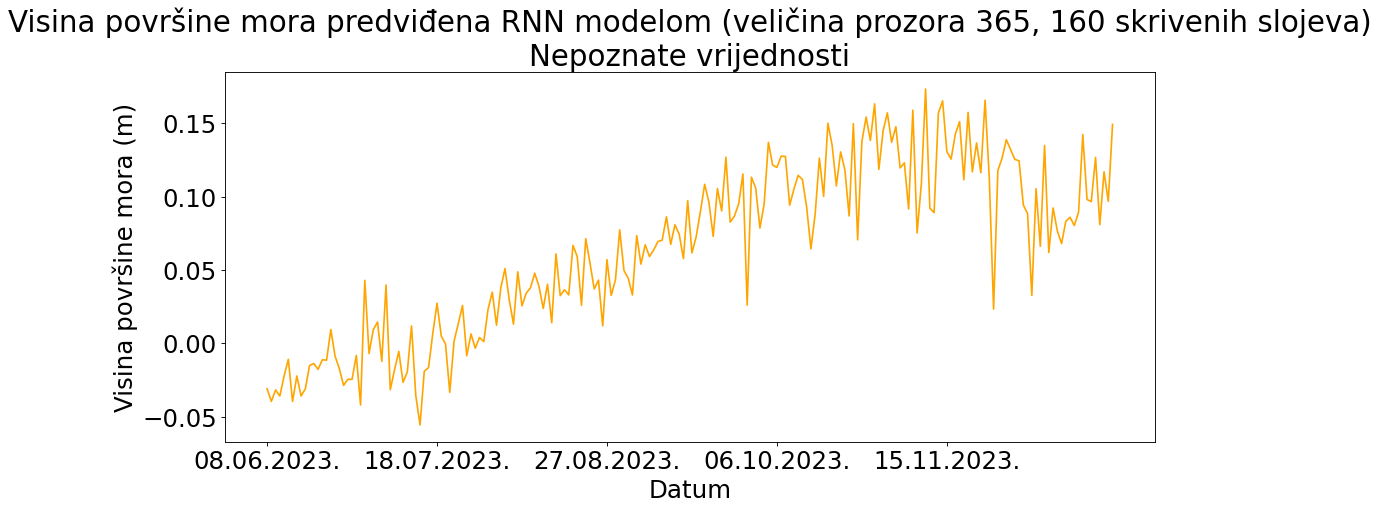 Visina površine mora predviđena RNN modelom (veličina prozora 365, 160 skrivenih slojeva)
Nepoznate vrijednosti
Visina površine mora (m)
0.15
0.10
0.05
0.00
−0.05
08.06.2023. 18.07.2023. 27.08.2023. 06.10.2023. 15.11.2023.
Datum